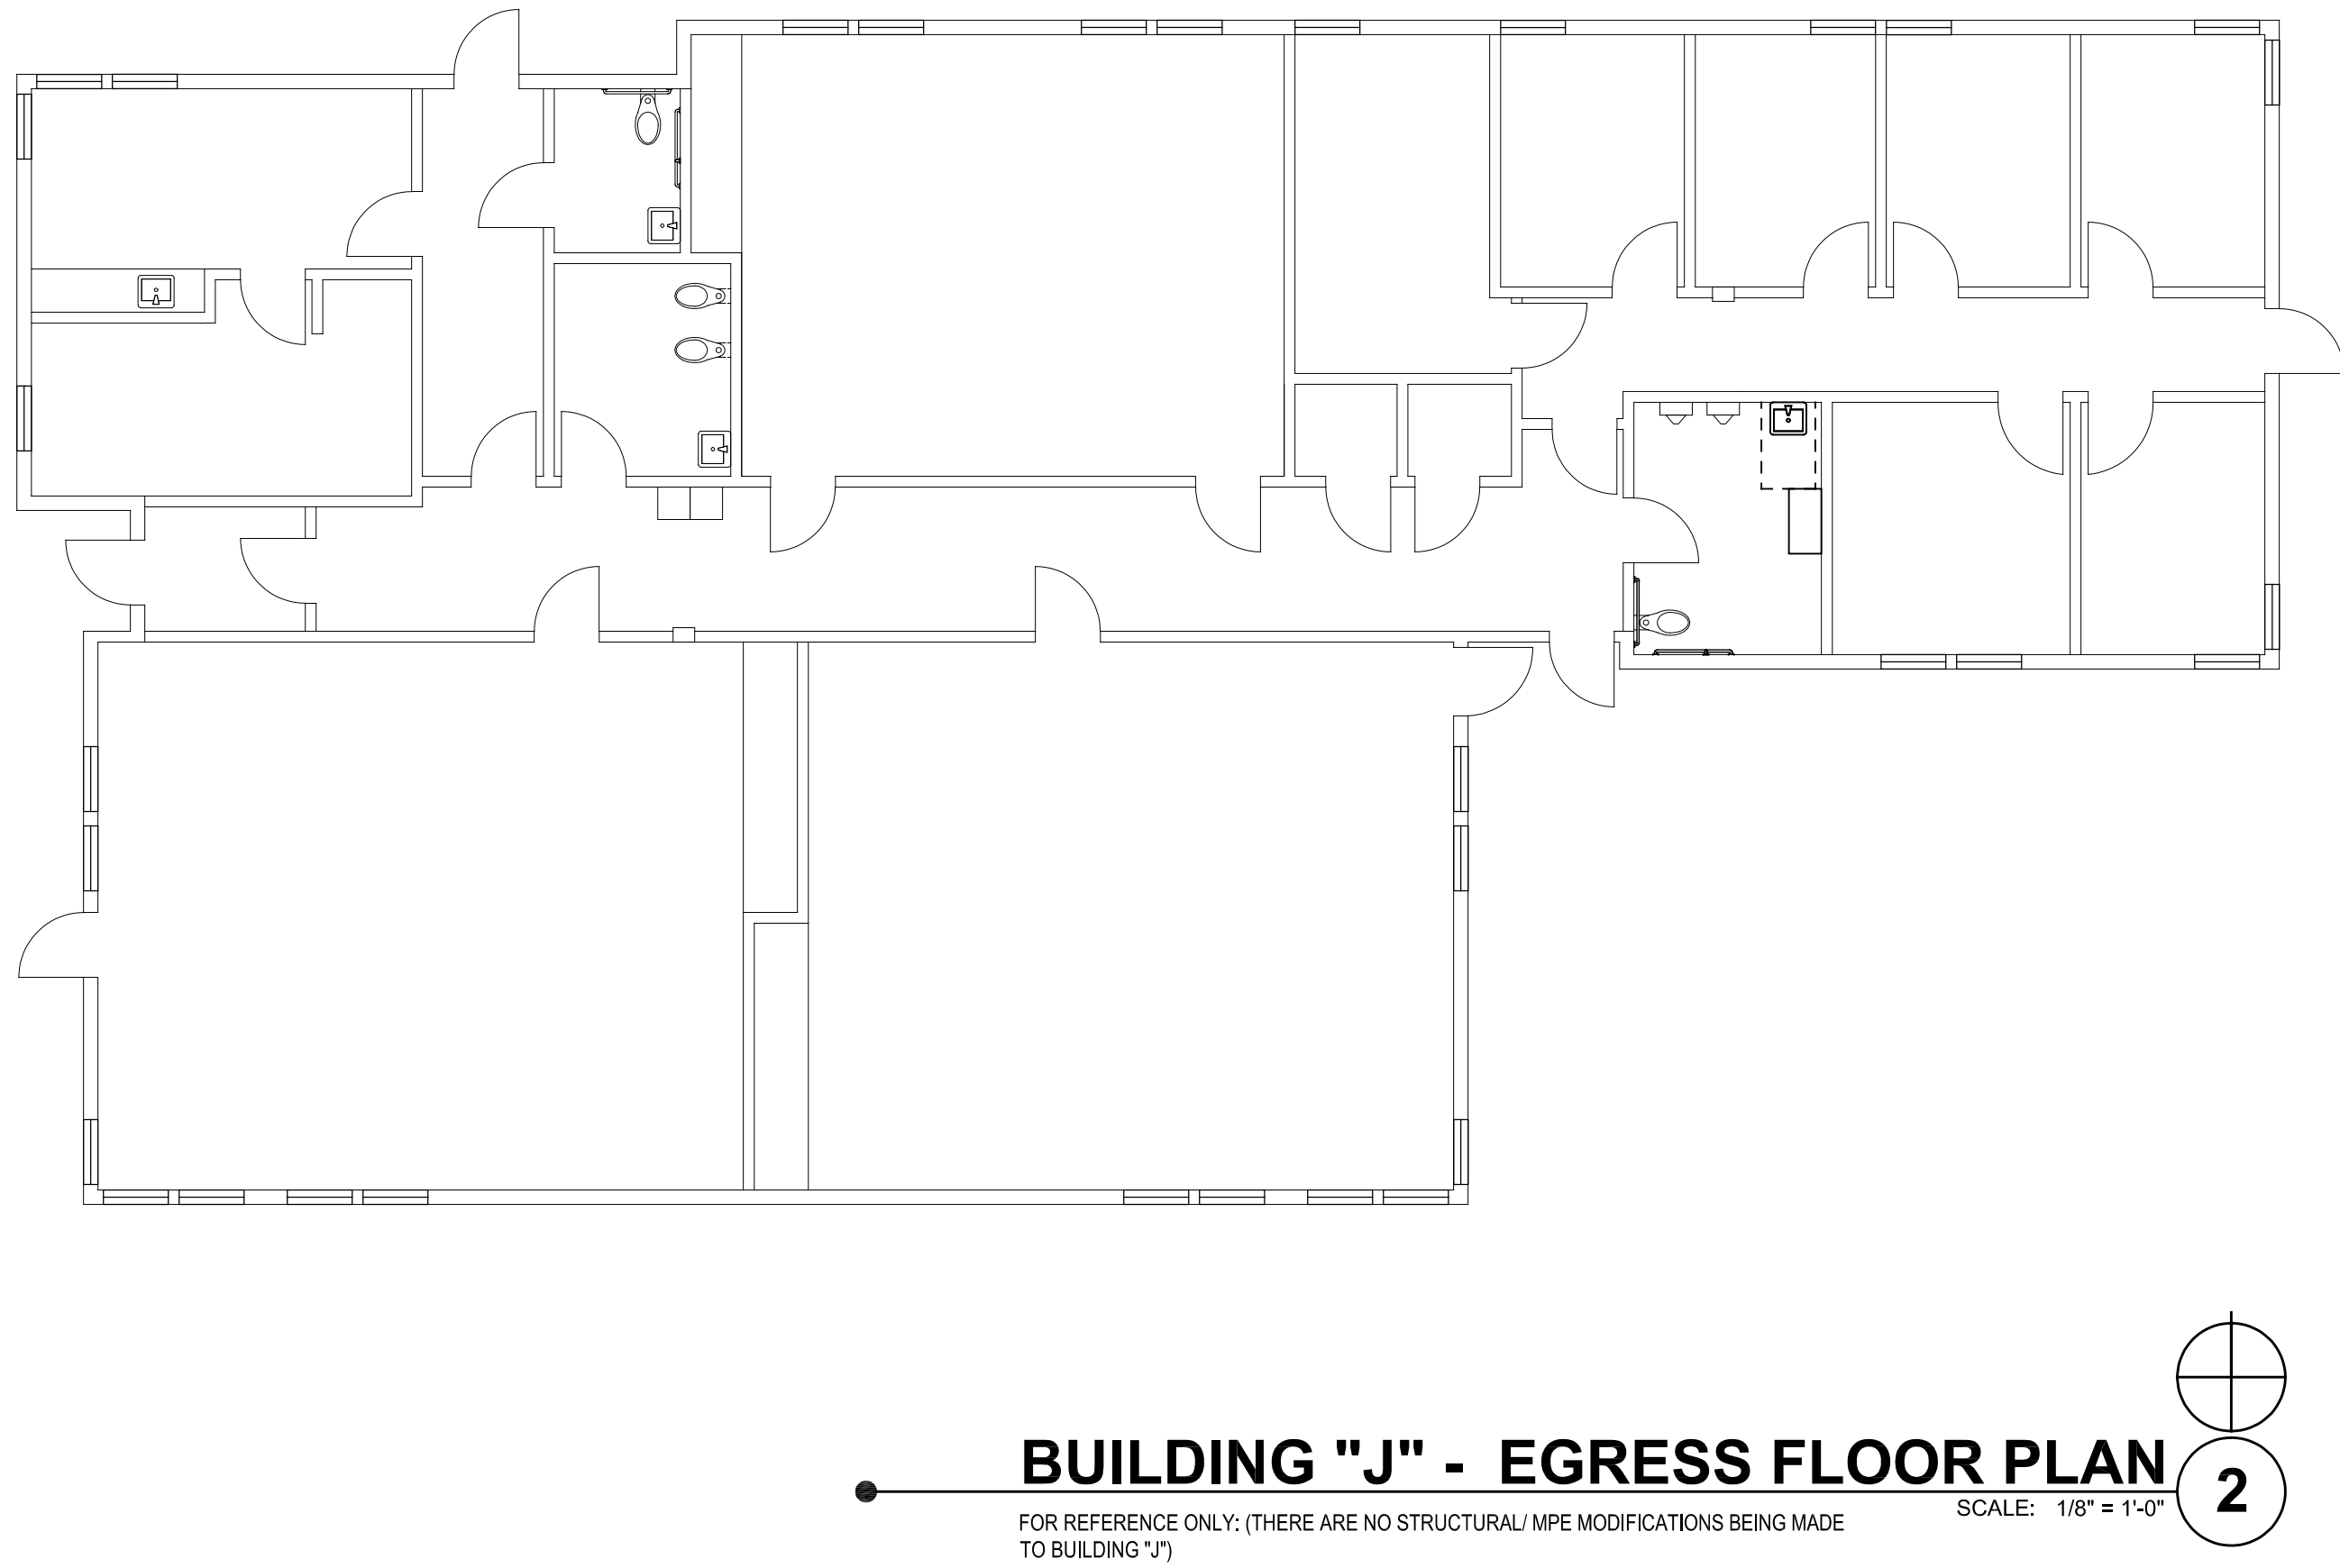 BUILDING "J" - EGRESS FLOOR PLAN
2
SCALE: 1/8" = 1'-0"
FOR REFERENCE ONLY: (THERE ARE NO STRUCTURAL/ MPE MODIFICATIONS BEING MADE
TO BUILDING "J")